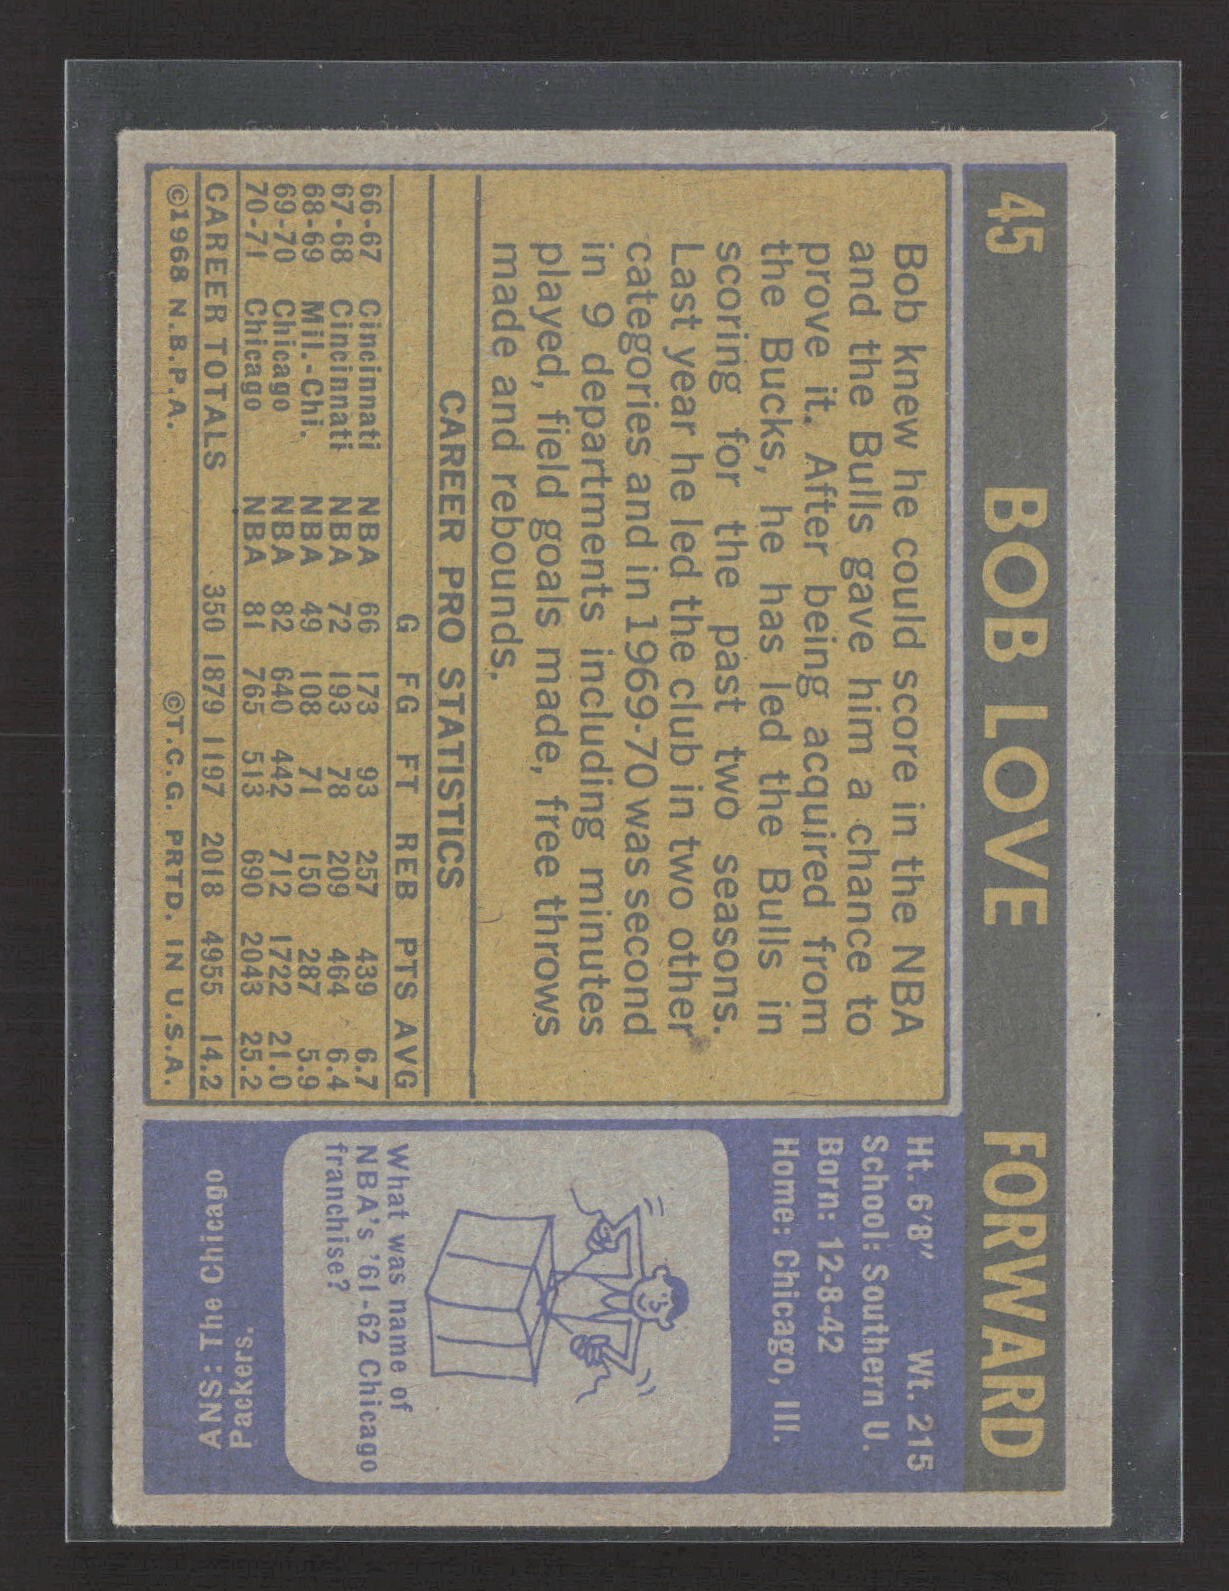 45 BOB LOVE FORWARD
Bob knew he could score in the NBA
and the Bulls gave him a chance to
prove it. After being acquired from
the Bucks, he has led the Bulls in
scoring for the past two seasons.
Last year he led the club in two other
categories and in 1969-70 was second
in 9 departments including minutes
played, field goals made, free throws
made and rebounds.
CAREER PRO STATISTICS
G FG FT REB PTS AVG
66-67 Cincinnati NBA 66 173 93 257 439 6.7
67-68 Cincinnati NBA 72 193 78 209 464 6.4
68-69 Mil.-Chi. NBA 49 108 71 150 287 5.9
69-70 Chicago NBA 82 640 442 712 1722 21.0
70-71 Chicago NBA 81 765 513 690 2043 25.2
CAREER TOTALS 350 1879 1197 2018 4955 14.2
©1968 N.B.P.A. ©T.C.G. PRTD. IN U.S.A.
Ht. 6'8" Wt. 215
School: Southern U.
Born: 12-8-42
Home: Chicago, Ill.
What was name of
NBA's '61-62 Chicago
franchise?
ANS: The Chicago
Packers.